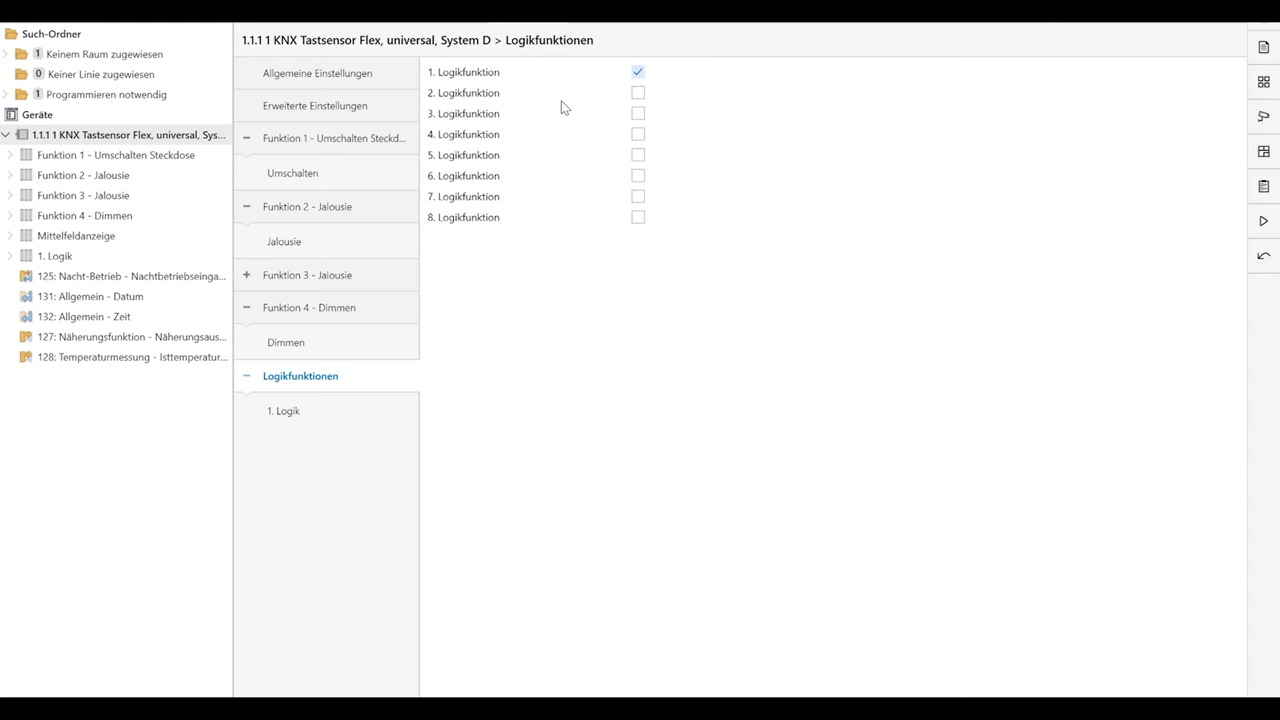 Such-Ordner
1 Keinem Raum zugewiesen
0 Keiner Linie zugewiesen
1 Programmieren notwendig
Geräte
1.1.1 1 KNX Tastsensor Flex, universal, Sys...
Funktion 1 - Umschalten Steckdose
Funktion 2 - Jalousie
Funktion 3 - Jalousie
Funktion 4 - Dimmen
Mittelfeldanzeige
1. Logik
125: Nacht-Betrieb - Nachtbetriebseinga...
131: Allgemein - Datum
132: Allgemein - Zeit
127: Näherungsfunktion - Näherungsaus...
128: Temperaturmessung - Isttemperatur...
1.1.1 1 KNX Tastsensor Flex, universal, System D > Logikfunktionen
Allgemeine Einstellungen
Erweiterte Einstellungen
Funktion 1 - Umschalten Steckd...
Umschalten
Funktion 2 - Jalousie
Jalousie
Funktion 3 - Jalousie
Funktion 4 - Dimmen
Dimmen
Logikfunktionen
1. Logik
1. Logikfunktion
2. Logikfunktion
3. Logikfunktion
4. Logikfunktion
5. Logikfunktion
6. Logikfunktion
7. Logikfunktion
8. Logikfunktion